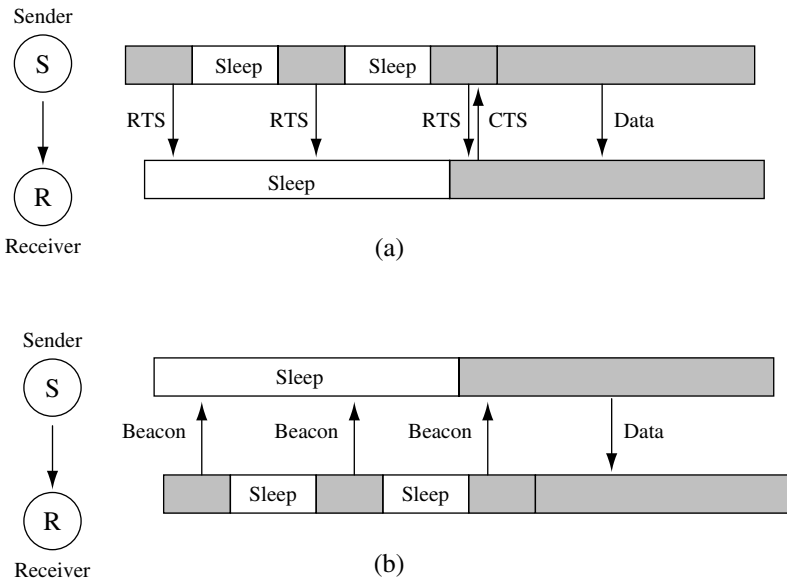 Sender
S
Sleep Sleep
RTS RTS RTS CTS Data
Sleep
R
Receiver
(a)
Sender
S
Sleep
Beacon Beacon Beacon Data
Sleep Sleep
R
Receiver
(b)